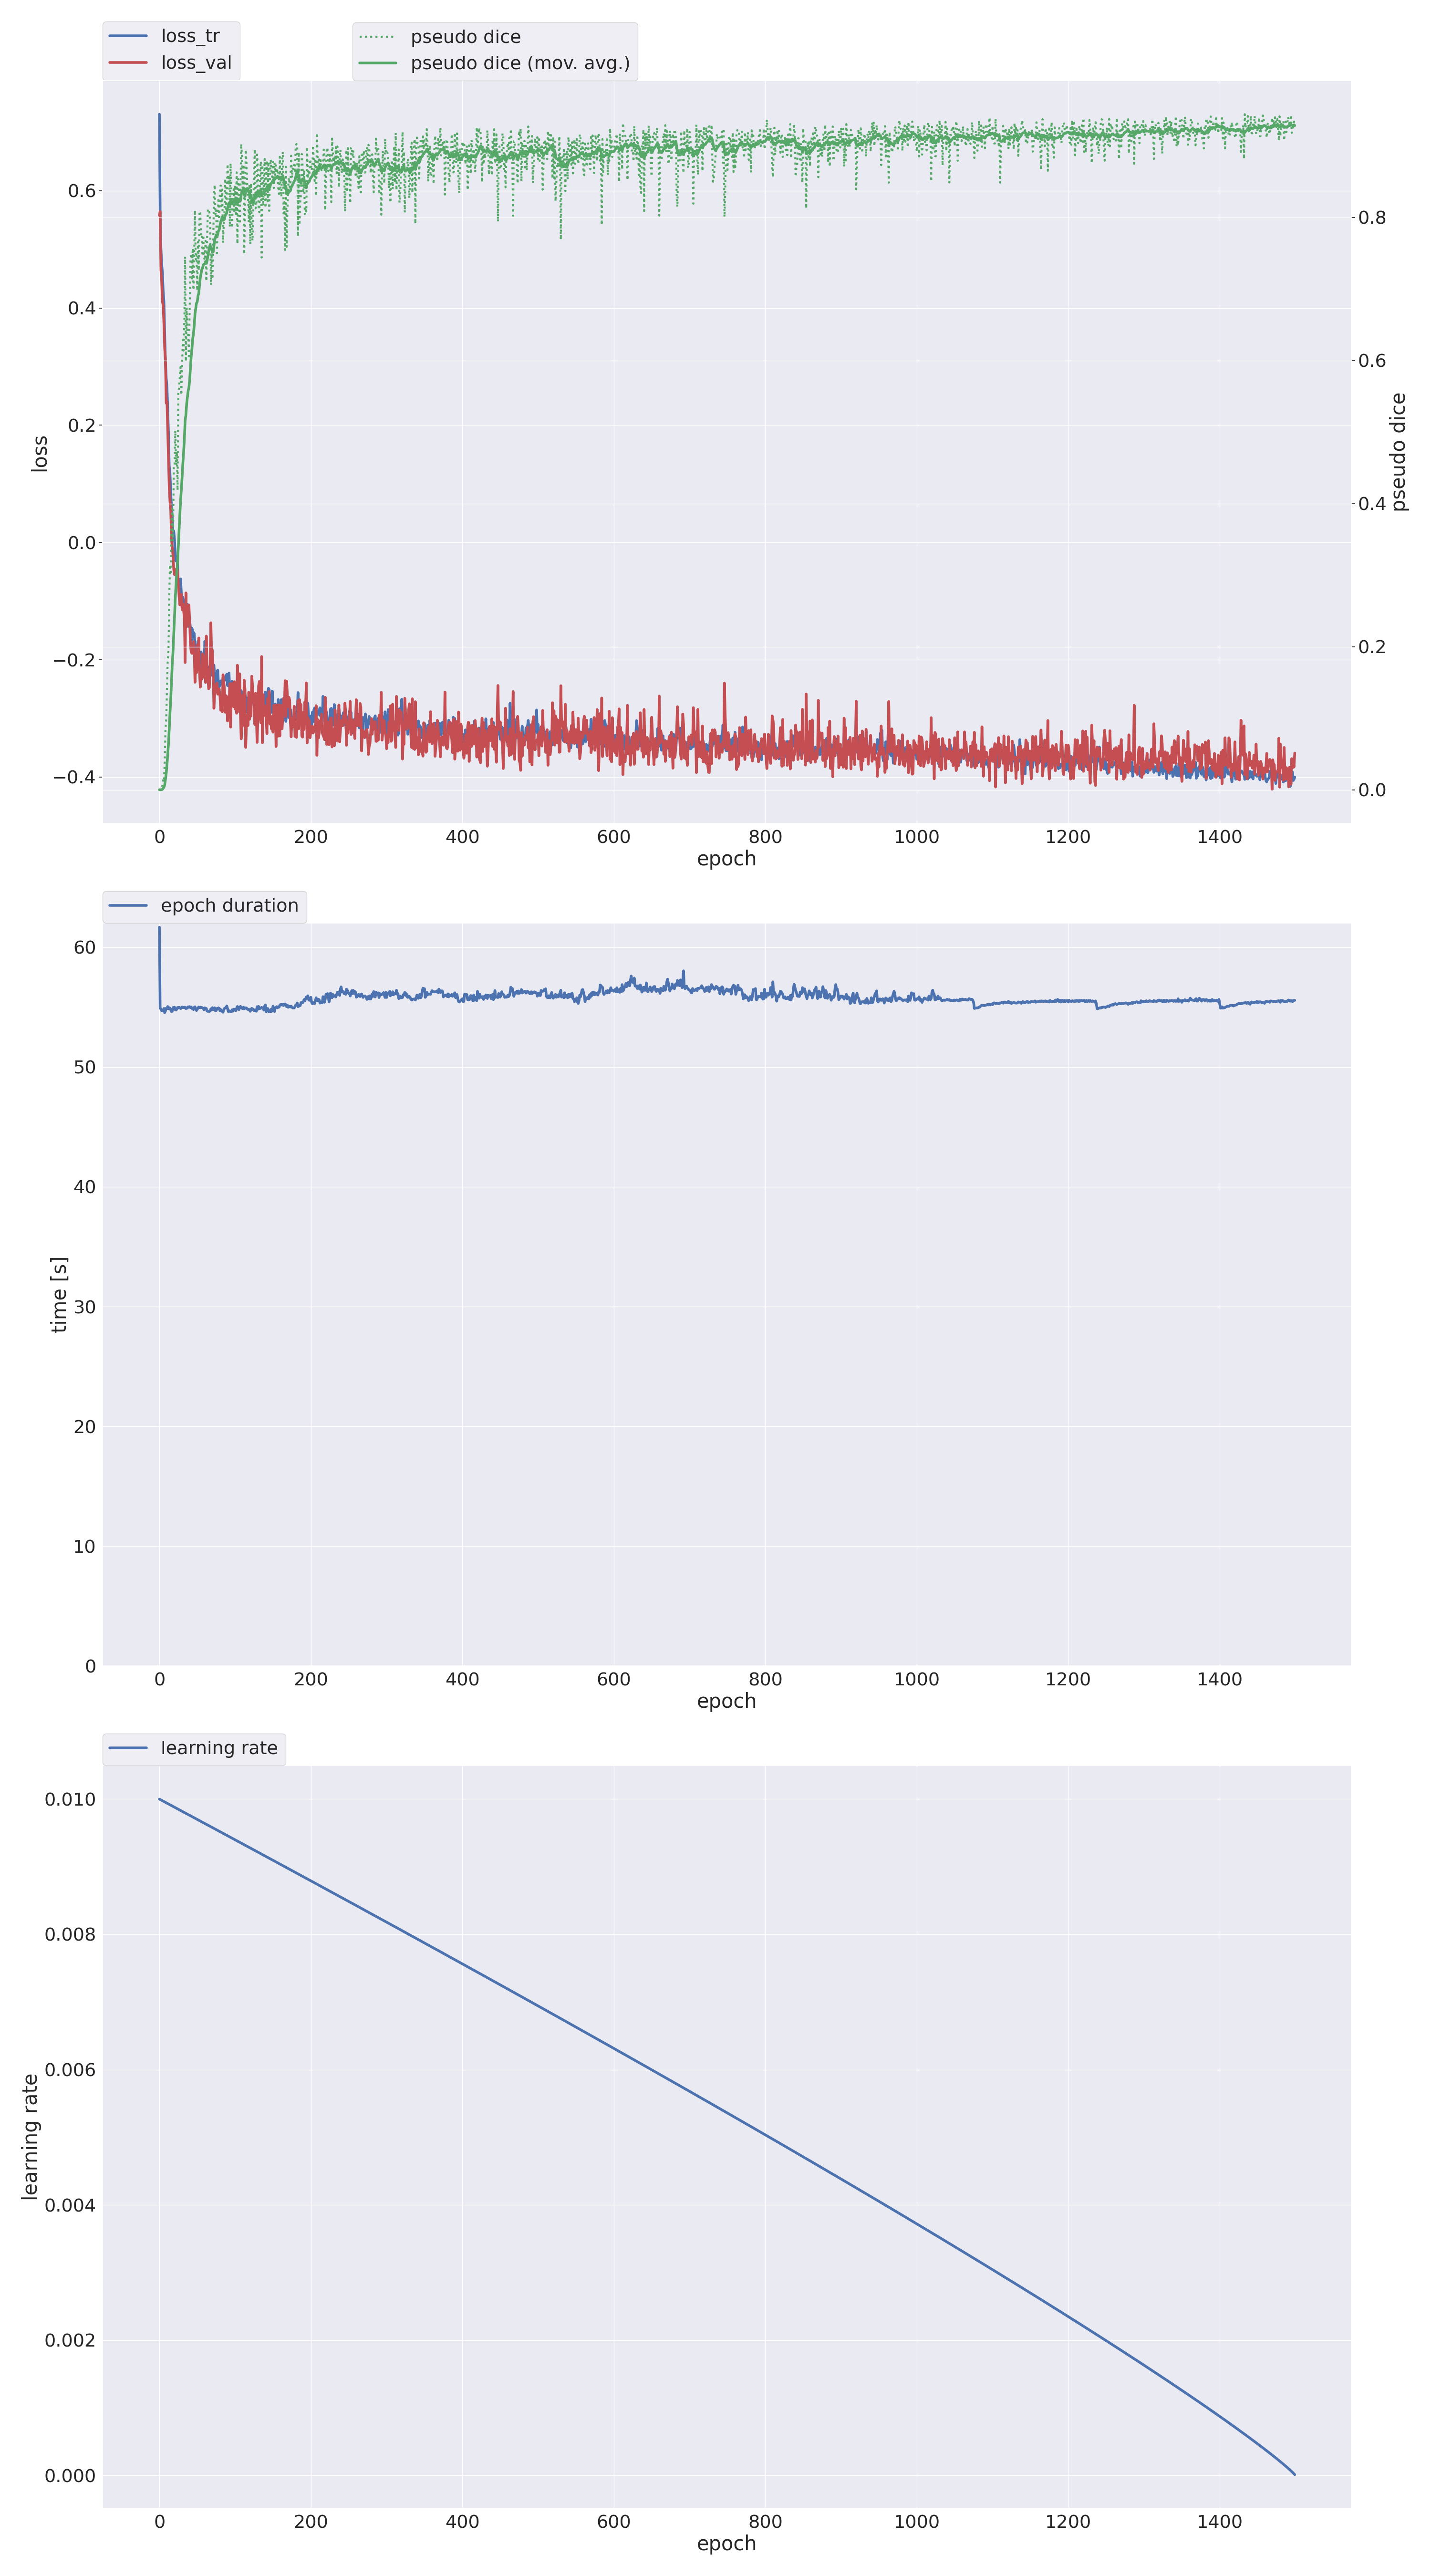 loss_tr
loss_val
pseudo dice
pseudo dice (mov. avg.)
0.6
0.4
0.2
0.0
−0.2
−0.4
loss
0.8
0.6
0.4
0.2
0.0
pseudo dice
0 200 400 600 800 1000 1200 1400
epoch
epoch duration
60
50
40
30
20
10
0
time [s]
0 200 400 600 800 1000 1200 1400
epoch
learning rate
0.010
0.008
0.006
0.004
0.002
0.000
learning rate
0 200 400 600 800 1000 1200 1400
epoch